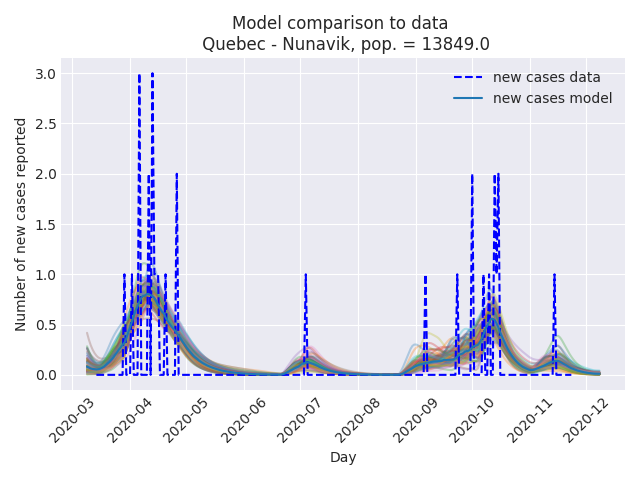 Model comparison to data
Quebec - Nunavik, pop. = 13849.0
3.0
2.5
2.0
1.5
1.0
0.5
0.0
Number of new cases reported
new cases data
new cases model
2020-03
2020-04
2020-05
2020-06
2020-07
2020-08
2020-09
2020-10
2020-11
2020-12
Day